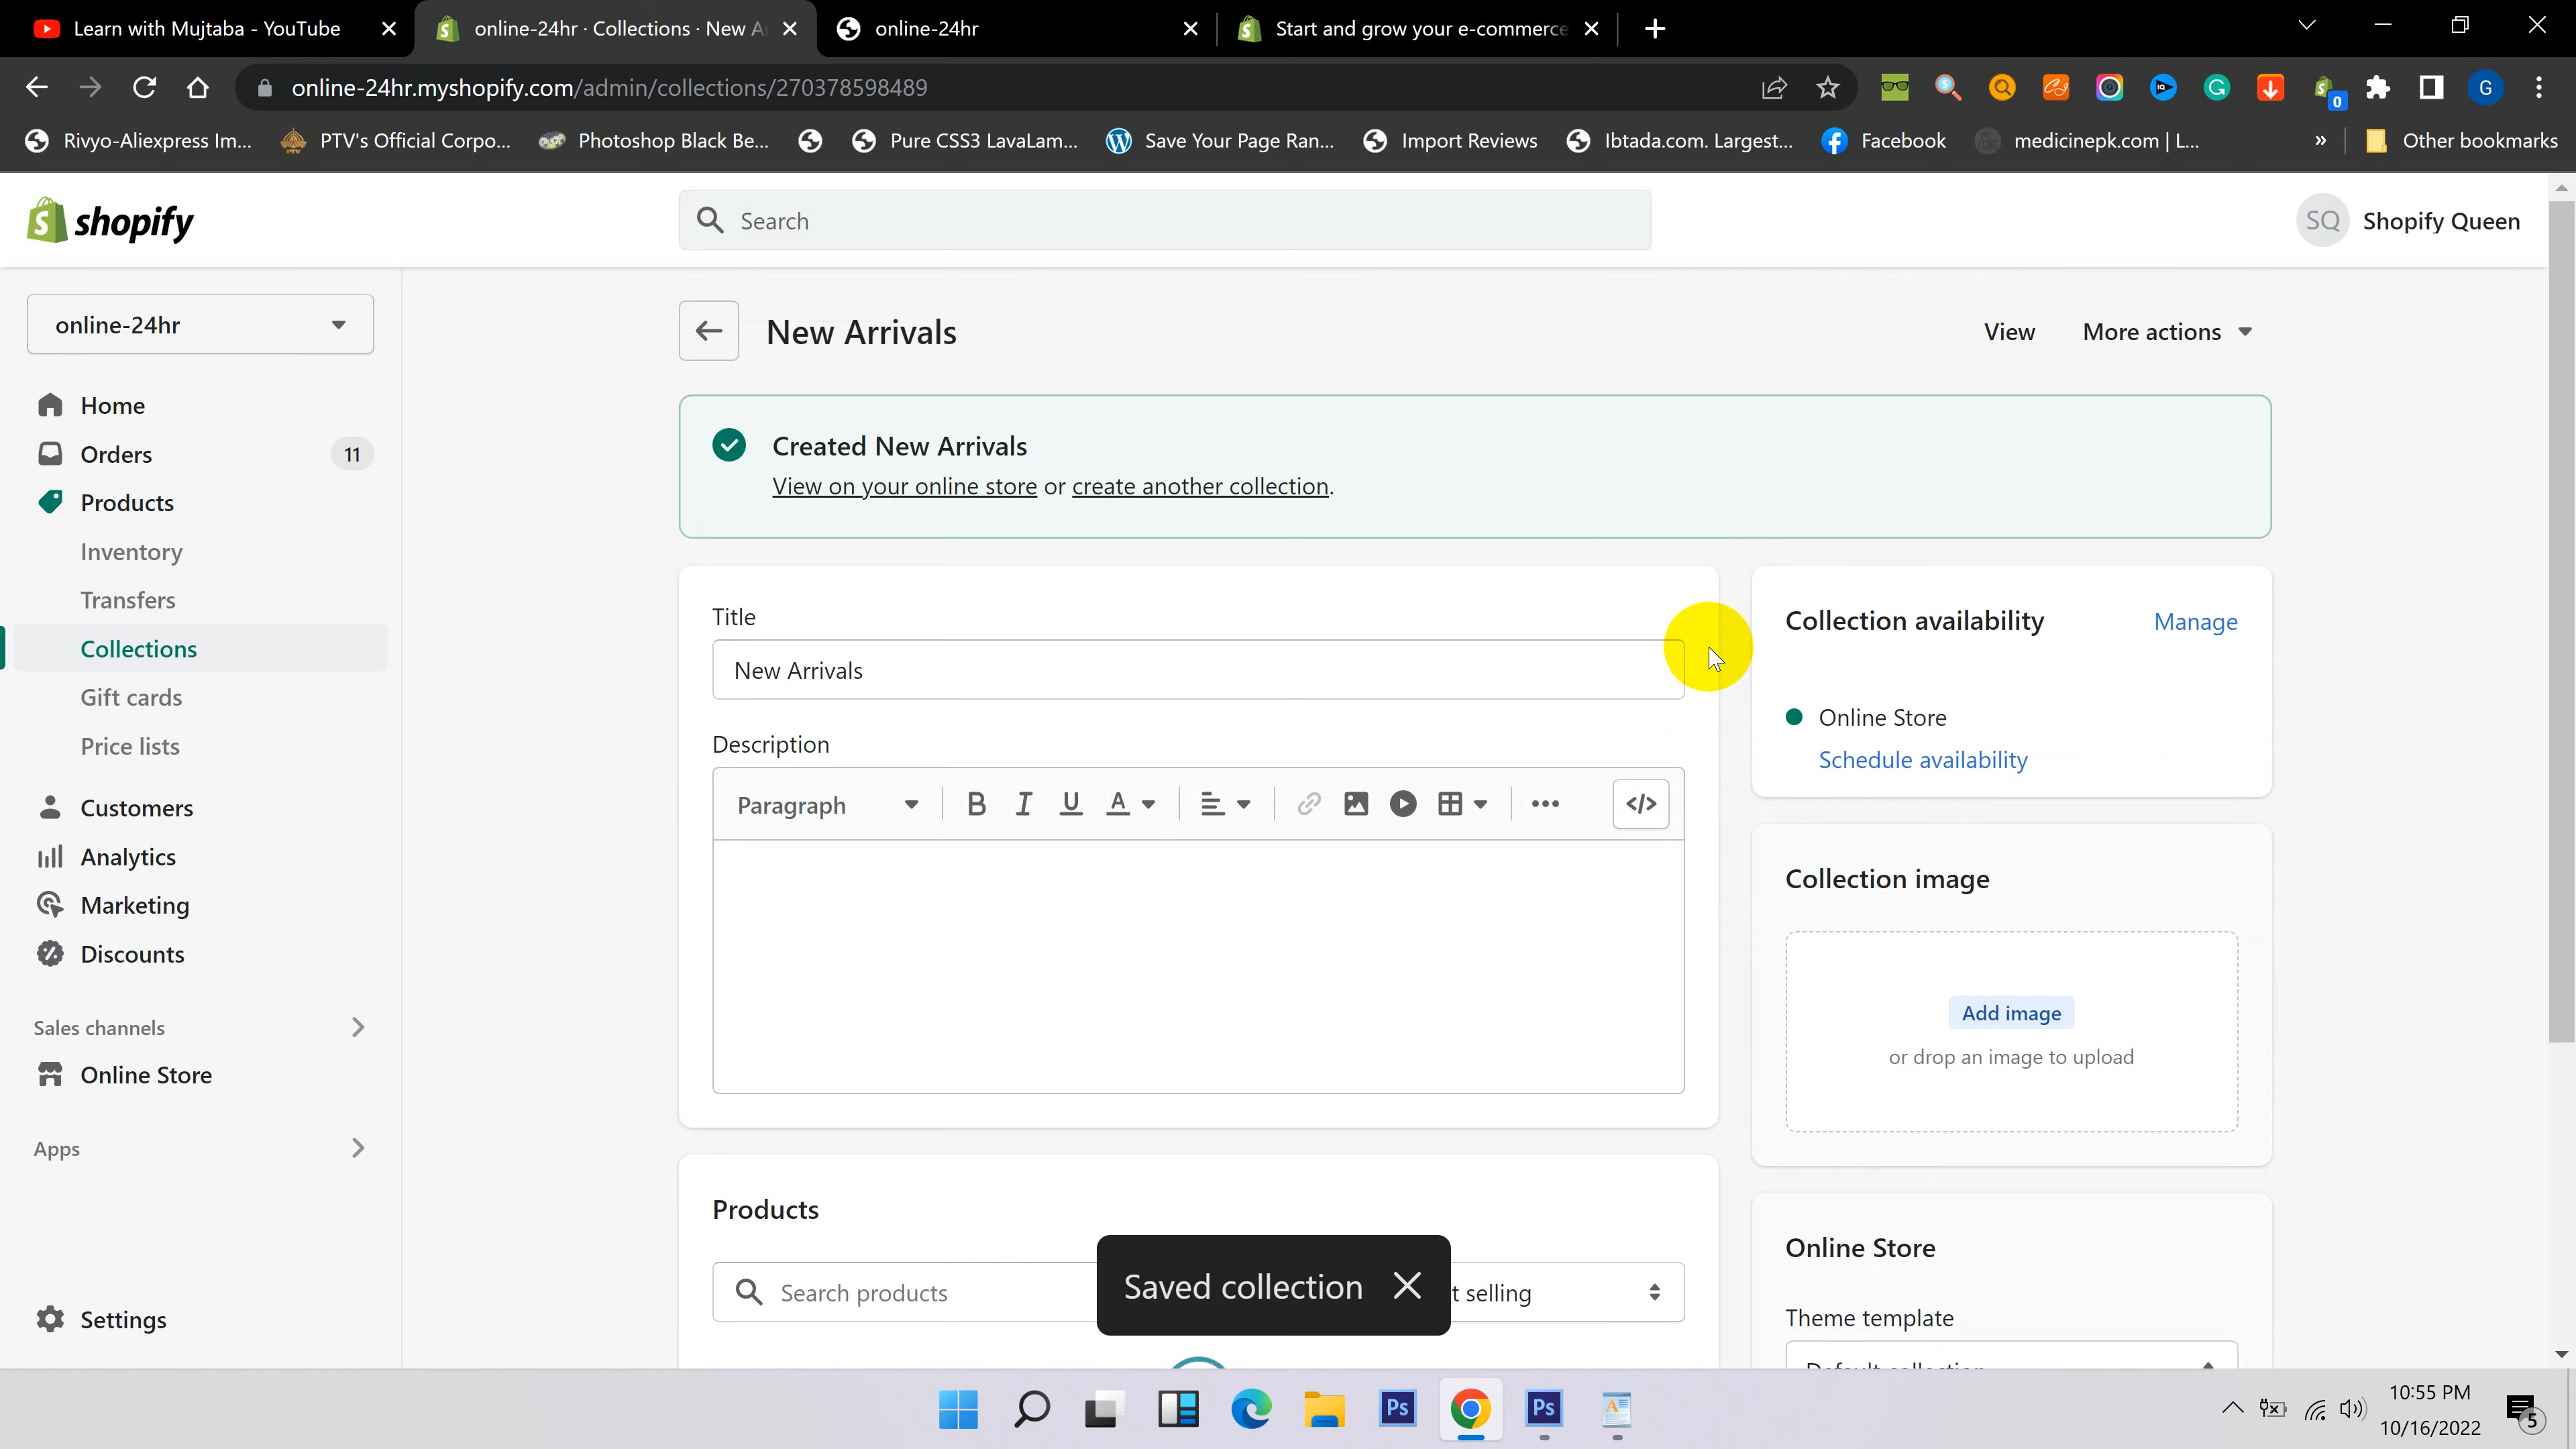 Learn with Mujtaba - YouTube
online-24hr · Collections · New A
online-24hr
Start and grow your e-commerce
online-24hr.myshopify.com/admin/collections/270378598489
0
G
Rivyo-Aliexpress Im...
PTV's Official Corpo...
Photoshop Black Be...
Pure CSS3 LavaLam...
Save Your Page Ran...
Import Reviews
Ibtada.com. Largest...
Facebook
medicinepk.com | L...
»
Other bookmarks
shopify
Search
SQ
Shopify Queen
online-24hr
Home
Orders
11
Products
Inventory
Transfers
Collections
Gift cards
Price lists
Customers
Analytics
Marketing
Discounts
Sales channels
Online Store
Apps
Settings
New Arrivals
View
More actions
Created New Arrivals
View on your online store or create another collection.
Title
New Arrivals
Description
Paragraph
B I U A
</>
Products
Search products
t selling
Saved collection
Collection availability
Manage
Online Store
Schedule availability
Collection image
Add image
or drop an image to upload
Online Store
Theme template
Default collection
Ps
Ps
10:55 PM
10/16/2022
5